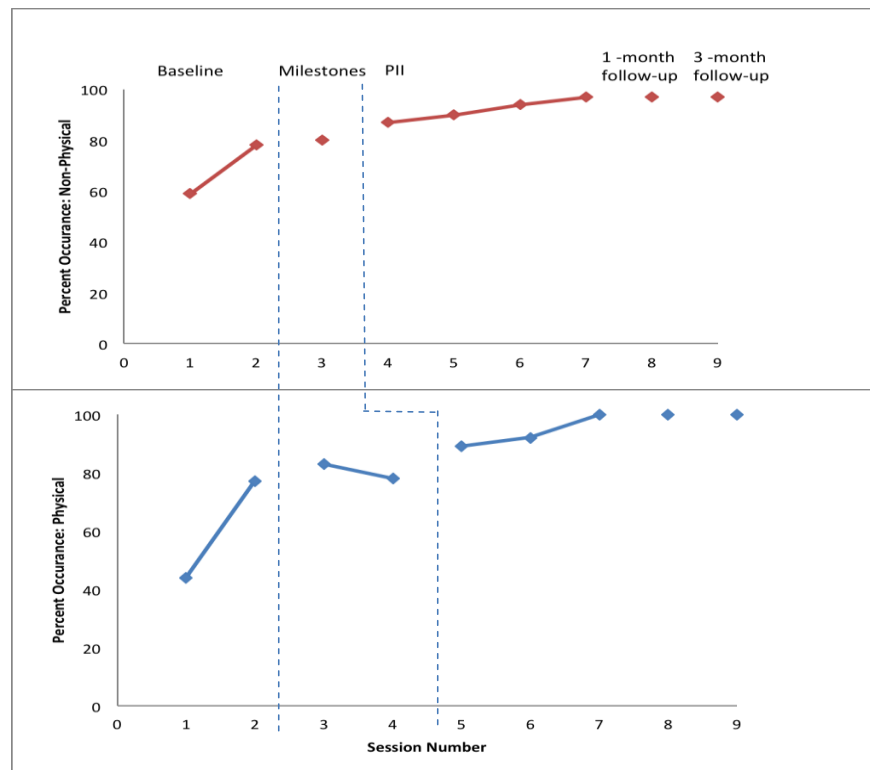 Baseline Milestones PII 1 -month 3 -month
follow-up follow-up
100
80
60
40
20
0
Percent Occurance: Non-Physical
0 1 2 3 4 5 6 7 8 9
100
80
60
40
20
0
Percent Occurance: Physical
0 1 2 3 4 5 6 7 8 9
Session Number